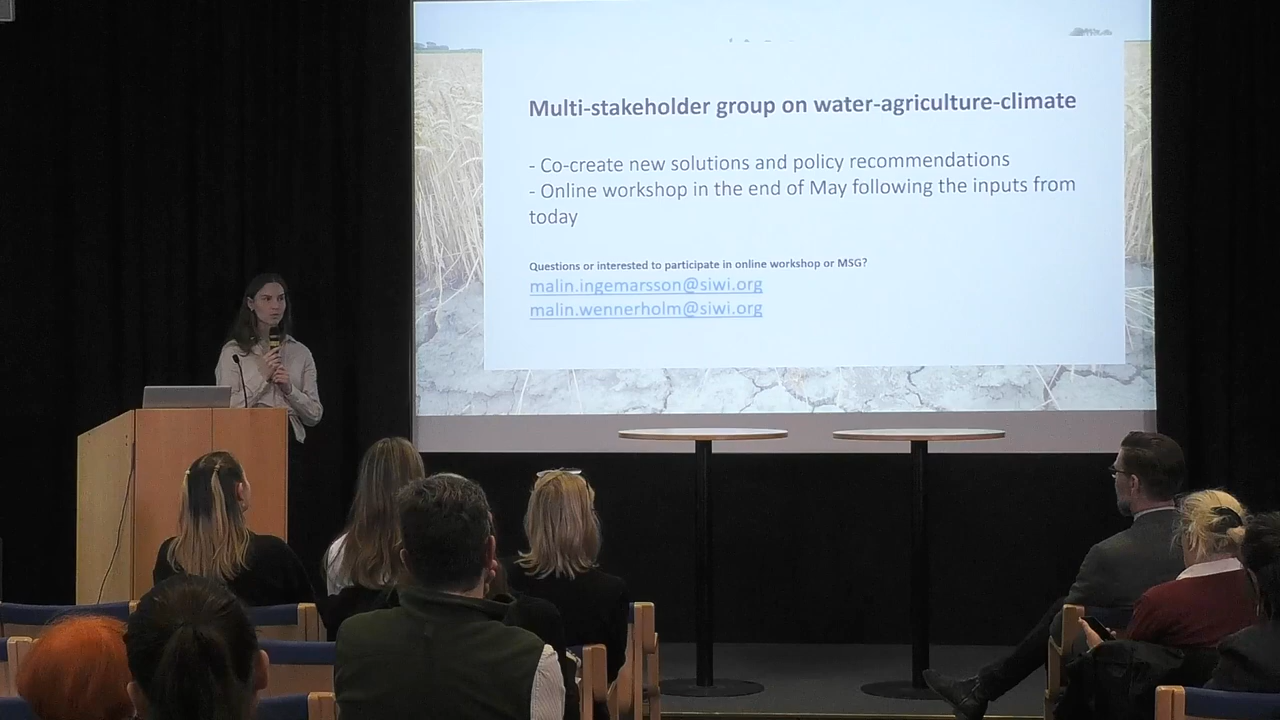 Multi-stakeholder group on water-agriculture-climate
- Co-create new solutions and policy recommendations
- Online workshop in the end of May following the inputs from
today
Questions or interested to participate in online workshop or MSG?
malin.ingemarsson@siwi.org
malin.wennerholm@siwi.org